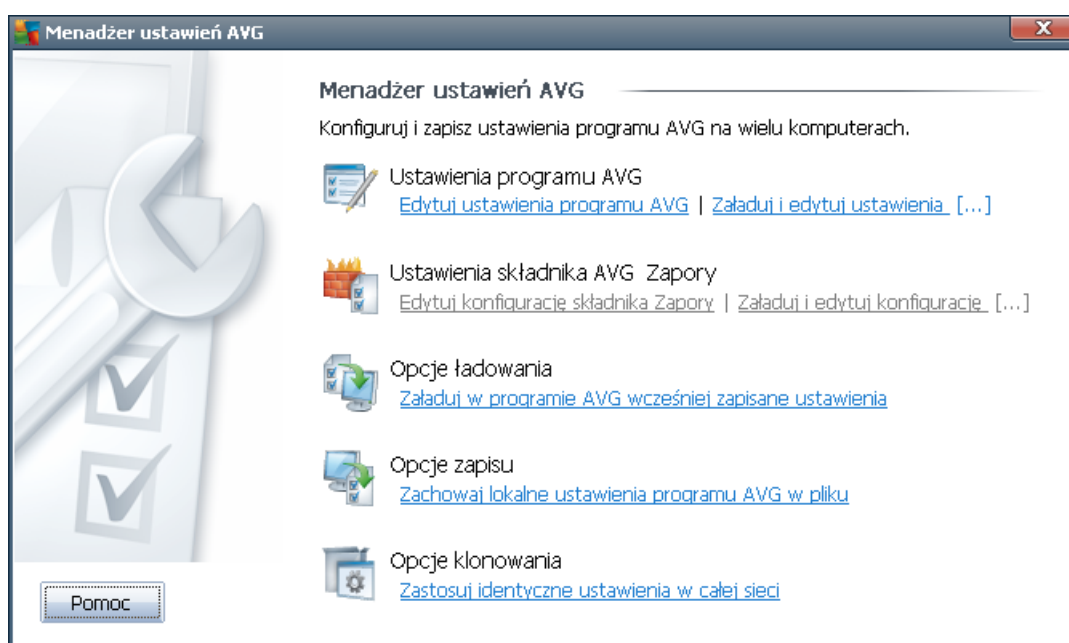 Menadżer ustawień AVG
Menadżer ustawień AVG
Konfiguruj i zapisz ustawienia programu AVG na wielu komputerach.
Ustawienia programu AVG
Edytuj ustawienia programu AVG | Załaduj i edytuj ustawienia [...]
Ustawienia składnika AVG Zapory
Edytuj konfigurację składnika Zapory | Załaduj i edytuj konfigurację [...]
Opcje ładowania
Załaduj w programie AVG wcześniej zapisane ustawienia
Opcje zapisu
Zachowaj lokalne ustawienia programu AVG w pliku
Opcje klonowania
Zastosuj identyczne ustawienia w całej sieci
Pomoc